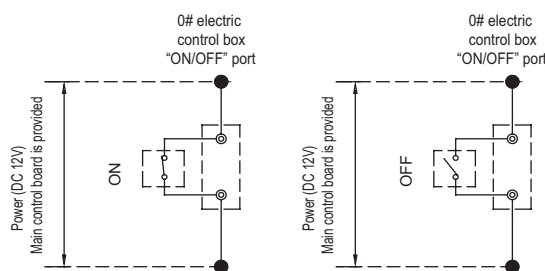 0# electric
control box
“ON/OFF” port
Power (DC 12V)
Main control board is provided
ON
0# electric
control box
“ON/OFF” port
Power (DC 12V)
Main control board is provided
OFF